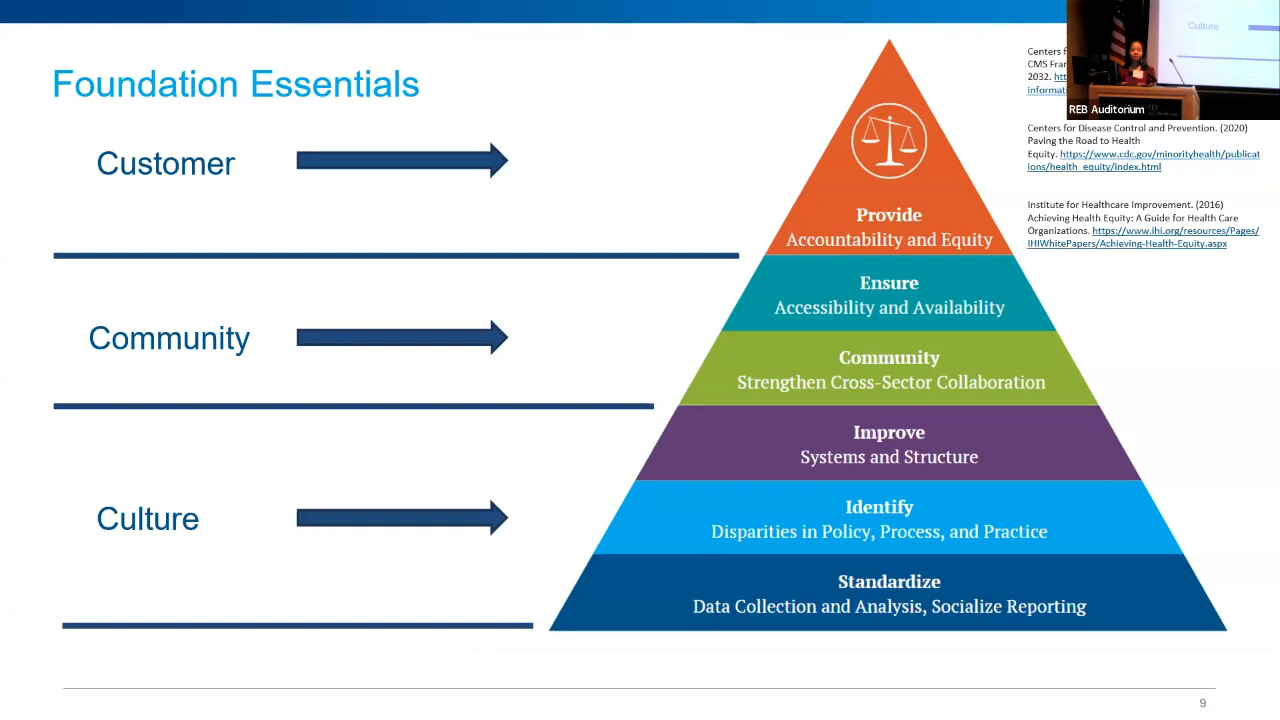 Foundation Essentials
Customer
Community
Culture
Provide
Accountability and Equity
Ensure
Accessibility and Availability
Community
Strengthen Cross-Sector Collaboration
Improve
Systems and Structure
Identify
Disparities in Policy, Process, and Practice
Standardize
Data Collection and Analysis, Socialize Reporting
Centers
CMS
2032.
Culture
REB Auditorium
Centers for Disease Control and Prevention. (2020)
Paving the Road to Health
Equity. https://www.cdc.gov/minorityhealth/publicat
ions/health_equity/index.html
Institute for Healthcare Improvement. (2016)
Achieving Health Equity: A Guide for Health Care
Organizations. https://www.ihi.org/resources/Pages/
IHIWhitePapers/Achieving-Health-Equity.aspx
9